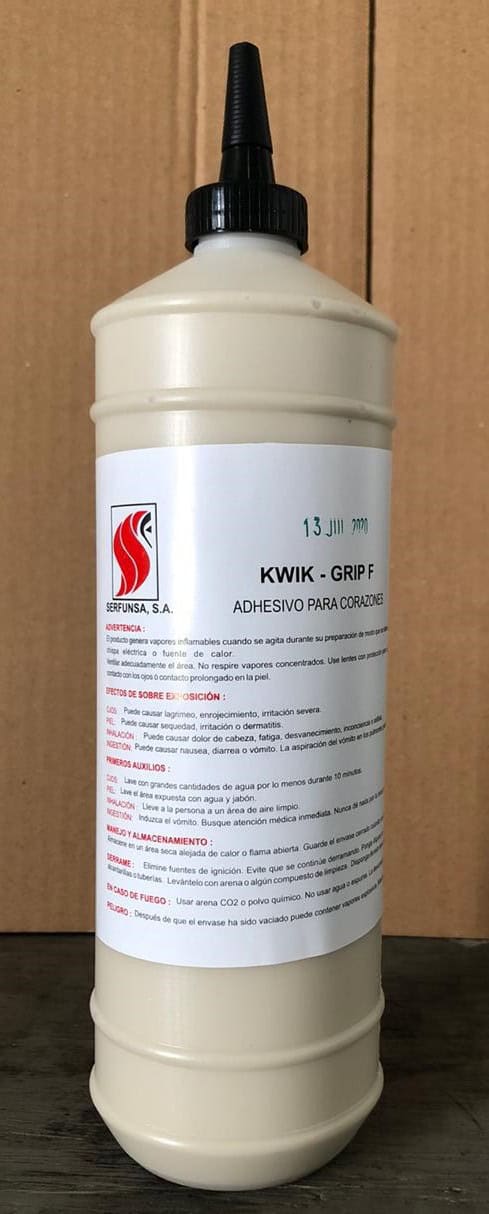 13 JUL 2020
KWIK - GRIP F
ADHESIVO PARA CORAZONES
SERFUNSA, S.A.
ADVERTENCIA :
El producto genera vapores inflamables cuando se agita durante su preparación de modo que
chispa eléctrica o fuente de calor.
Ventilar adecuadamente el área. No respire vapores concentrados. Use lentes con protección
contacto con los ojos ó contacto prolongado en la piel.
EFECTOS DE SOBRE EXPOSICIÓN :
OJOS: Puede causar lagrimeo, enrojecimiento, irritación severa.
PIEL: Puede causar sequedad, irritación o dermatitis.
INHALACIÓN : Puede causar dolor de cabeza, fatiga, desvanecimiento, inconciencia
INGESTIÓN: Puede causar nausea, diarrea o vómito. La aspiración del vómito en los
PRIMEROS AUXILIOS :
OJOS: Lave con grandes cantidades de agua por lo menos durante 10 minutos.
PIEL: Lave el área expuesta con agua y jabón.
INHALACIÓN : Lleve a la persona a un área de aire limpio.
INGESTIÓN: Induzca el vómito. Busque atención médica inmediata. Nunca dé nada por la
MANEJO Y ALMACENAMIENTO :
Almacene en un área seca alejada de calor o flama abierta. Guarde el envase cerrado
DERRAME : Elimine fuentes de ignición. Evite que se continúe derramando. Ponga
alcantarillas o tuberías. Levántelo con arena o algún compuesto de limpieza. Disponga
EN CASO DE FUEGO : Usar arena CO2 o polvo químico. No usar agua o espuma.
PELIGRO : Después de que el envase ha sido vaciado puede contener vapores